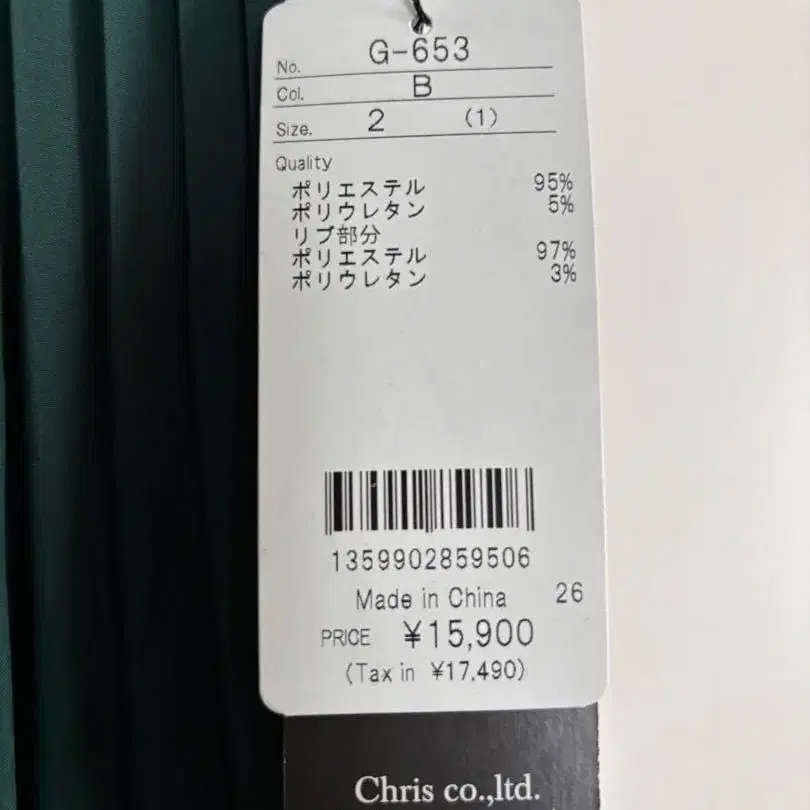 No. G-653
Col. B
Size. 2 (1)
Quality
ポリエステル 95%
ポリウレタン 5%
リブ部分
ポリエステル 97%
ポリウレタン 3%
1359902859506
Made in China 26
PRICE ¥15,900
(Tax in ¥17,490)
Chris co.,ltd.